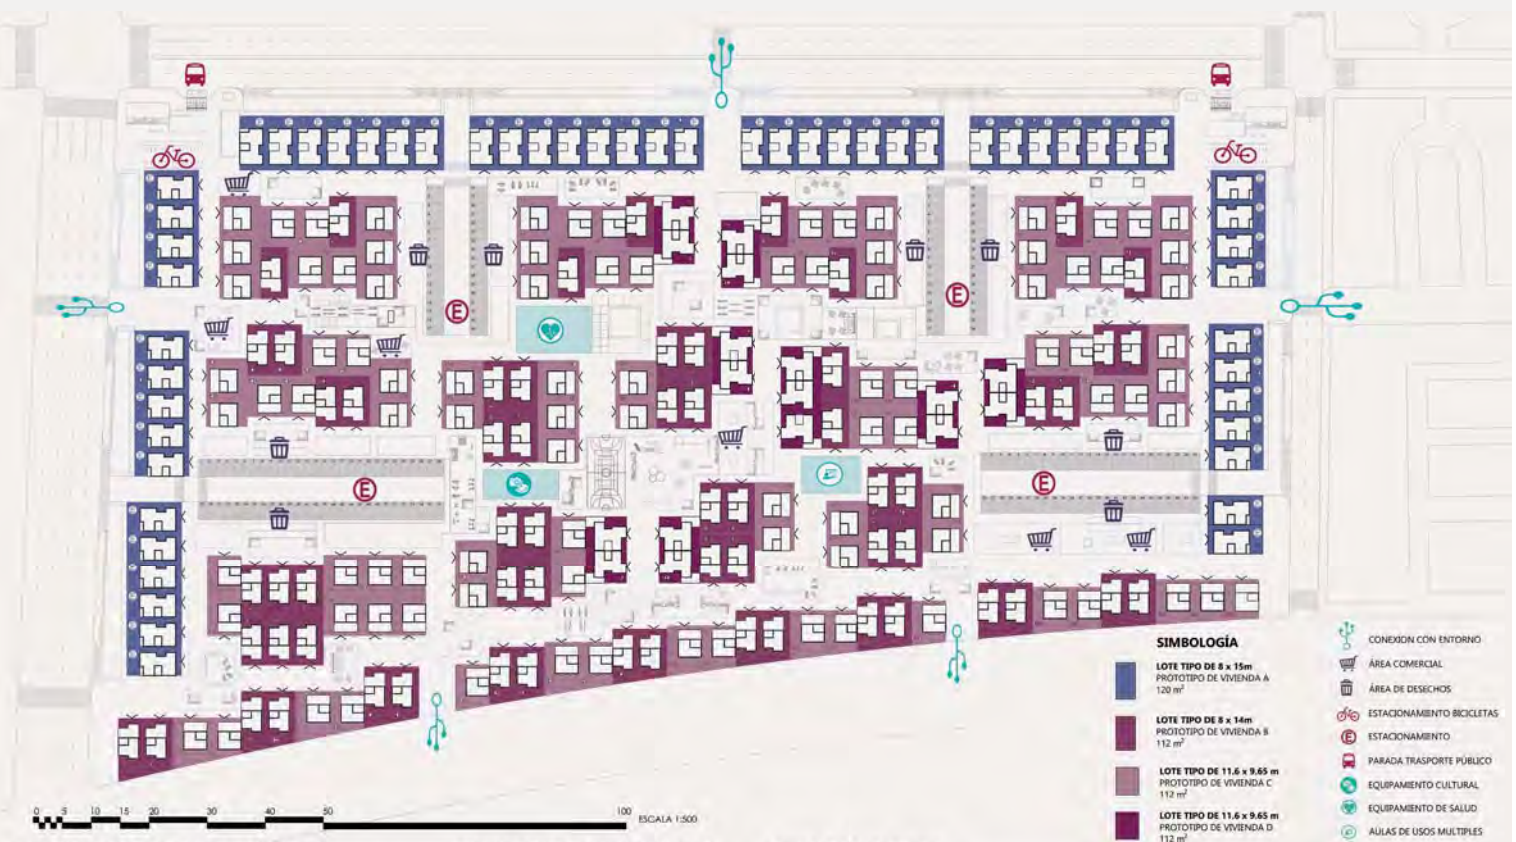 E
E
E
E
SIMBOLOGÍA
LOTE TIPO DE 8 x 15m
PROTOTIPO DE VIVIENDA A
120 m²
LOTE TIPO DE 8 x 14m
PROTOTIPO DE VIVIENDA B
112 m²
LOTE TIPO DE 11.6 x 9.65 m
PROTOTIPO DE VIVIENDA C
112 m²
LOTE TIPO DE 11.6 x 9.65 m
PROTOTIPO DE VIVIENDA D
112 m²
CONEXION CON ENTORNO
ÁREA COMERCIAL
ÁREA DE DESECHOS
ESTACIONAMIENTO BICICLETAS
E ESTACIONAMIENTO
PARADA TRASPORTE PÚBLICO
EQUIPAMIENTO CULTURAL
EQUIPAMIENTO DE SALUD
AULAS DE USOS MULTIPLES
0 5 10 15 20 30 40 50 100 ESCALA 1:500